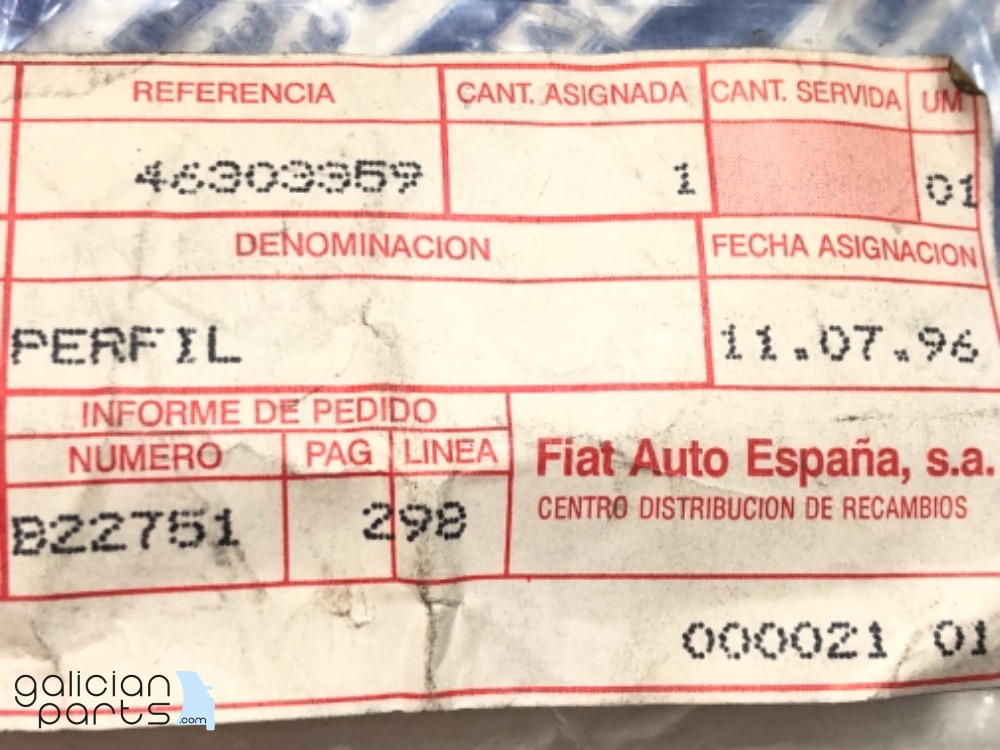 REFERENCIA CANT. ASIGNADA CANT. SERVIDA UM
46303359 1 01
DENOMINACION FECHA ASIGNACION
PERFIL 11.07.96
INFORME DE PEDIDO
NUMERO PAG LINEA
B22751 298
Fiat Auto España, s.a.
CENTRO DISTRIBUCION DE RECAMBIOS
000021 01
galician
parts.com